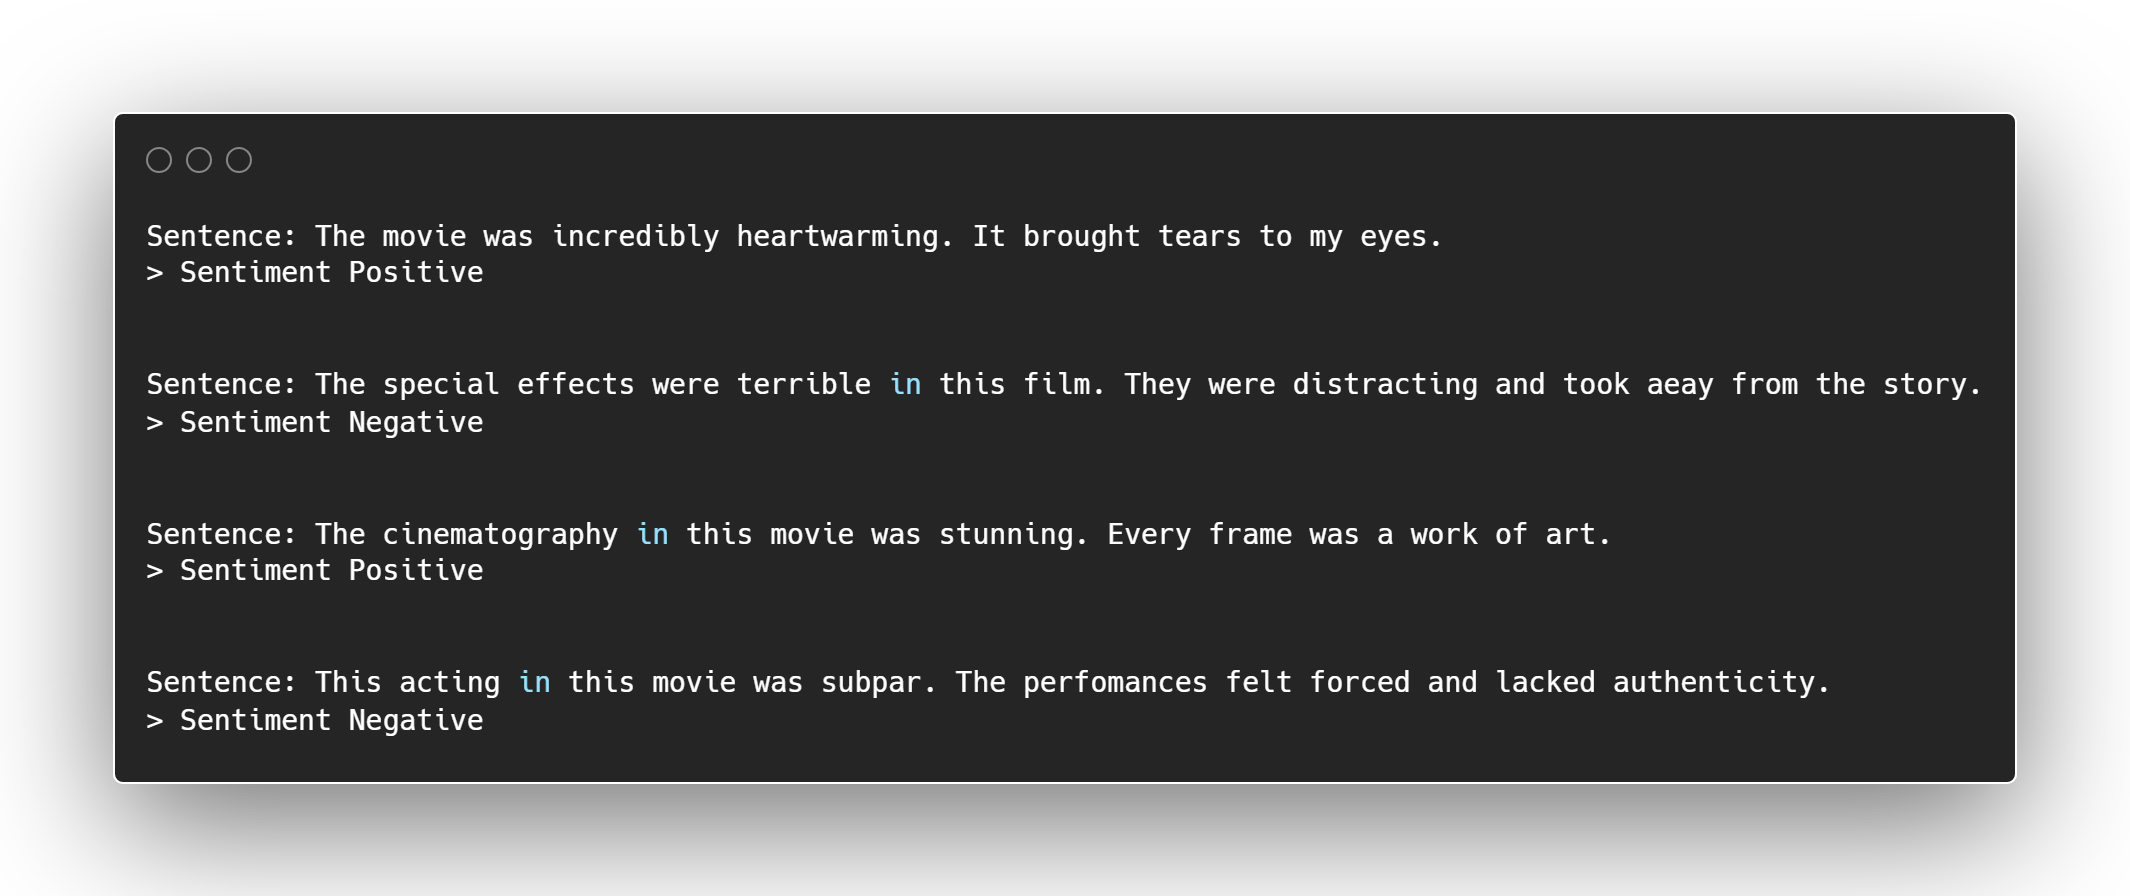 Sentence: The movie was incredibly heartwarming. It brought tears to my eyes.
> Sentiment Positive
Sentence: The special effects were terrible in this film. They were distracting and took aeay from the story.
> Sentiment Negative
Sentence: The cinematography in this movie was stunning. Every frame was a work of art.
> Sentiment Positive
Sentence: This acting in this movie was subpar. The perfomances felt forced and lacked authenticity.
> Sentiment Negative